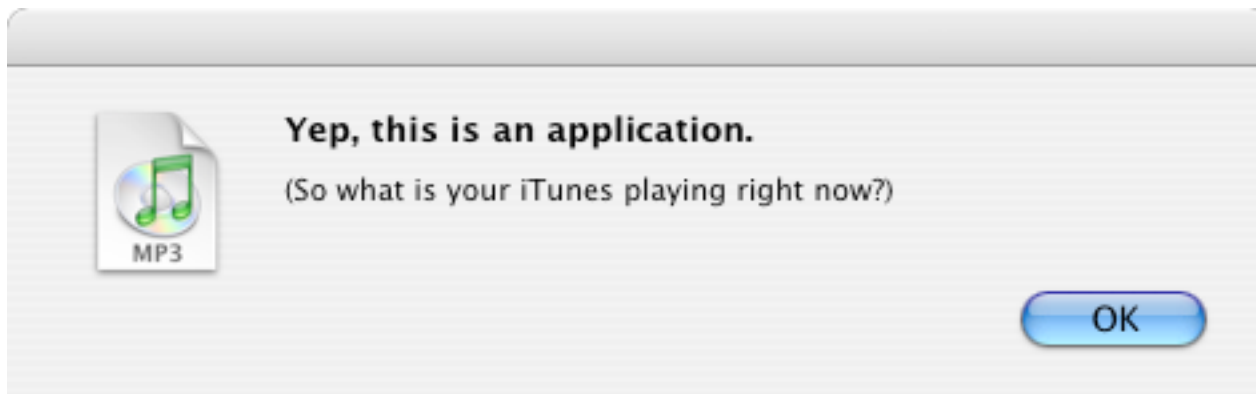 Yep, this is an application.
(So what is your iTunes playing right now?)
MP3
OK